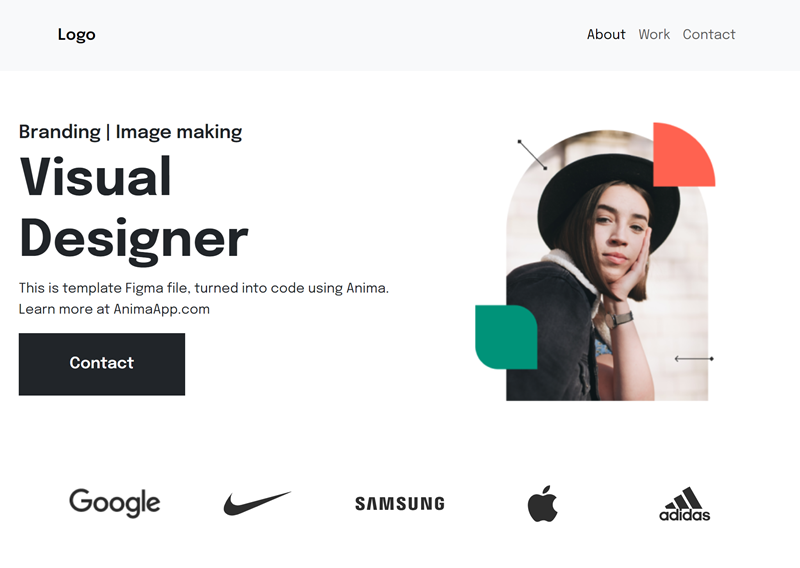 Logo
About Work Contact
Branding | Image making
Visual
Designer
This is template Figma file, turned into code using Anima.
Learn more at AnimaApp.com
Contact
Google
SAMSUNG
adidas